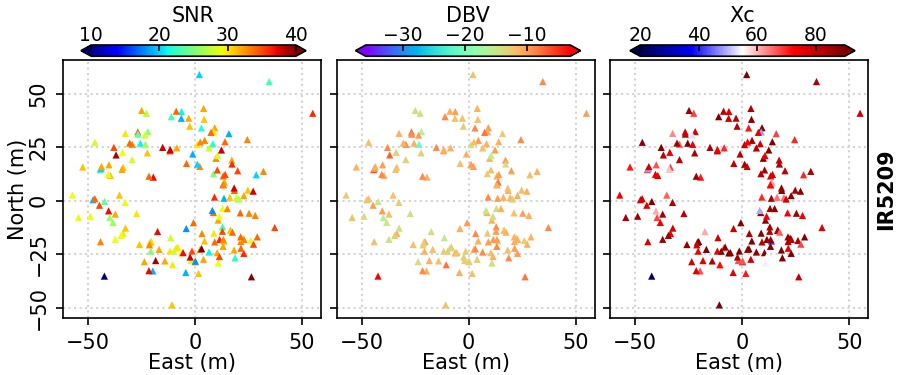 SNR DBV Xc
10 20 30 40 −30 −20 −10 20 40 60 80
50
25
0
−25
−50
North (m)
IR5209
−50 0 50 −50 0 50 −50 0 50
East (m) East (m) East (m)